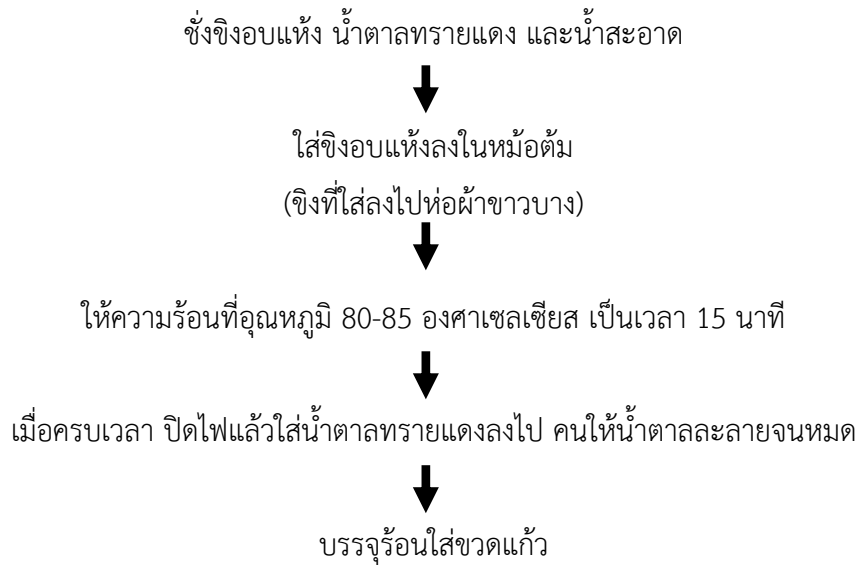 ชั่งขิงอบแห้ง น้ำตาลทรายแดง และน้ำสะอาด
ใส่ขิงอบแห้งลงในหม้อต้ม
(ขิงที่ใส่ลงไปห่อผ้าขาวบาง)
ให้ความร้อนที่อุณหภูมิ 80-85 องศาเซลเซียส เป็นเวลา 15 นาที
เมื่อครบเวลา ปิดไฟแล้วใส่น้ำตาลทรายแดงลงไป คนให้น้ำตาลละลายจนหมด
บรรจุร้อนใส่ขวดแก้ว